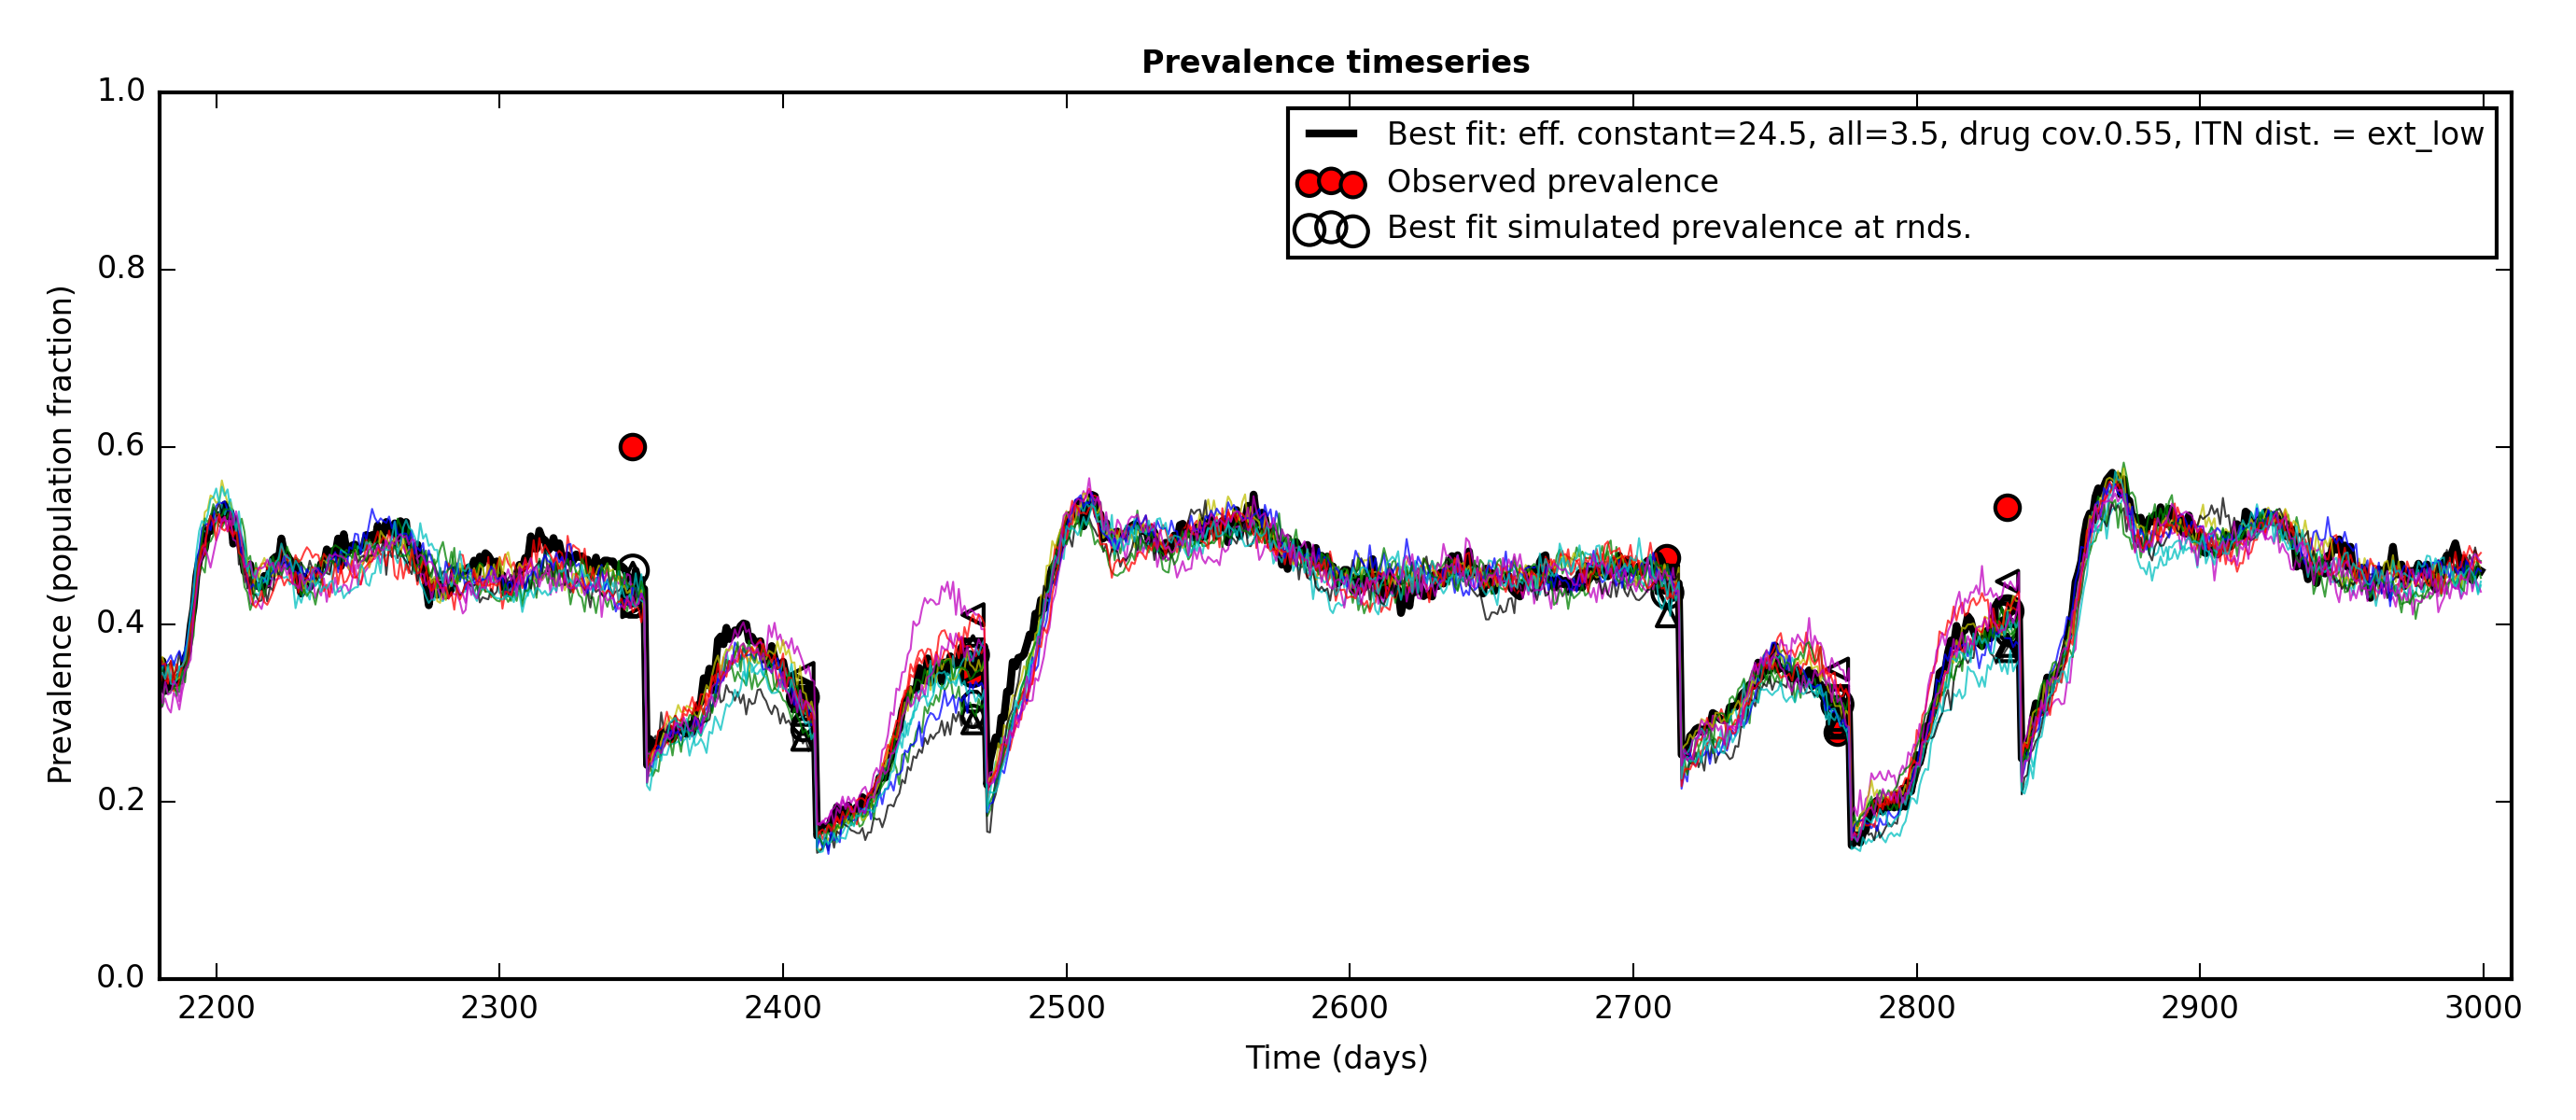 Prevalence timeseries
1.0
0.8
0.6
0.4
0.2
0.0
Prevalence (population fraction)
Best fit: eff. constant=24.5, all=3.5, drug cov.0.55, ITN dist. = ext_low
Observed prevalence
Best fit simulated prevalence at rnds.
2200 2300 2400 2500 2600 2700 2800 2900 3000
Time (days)